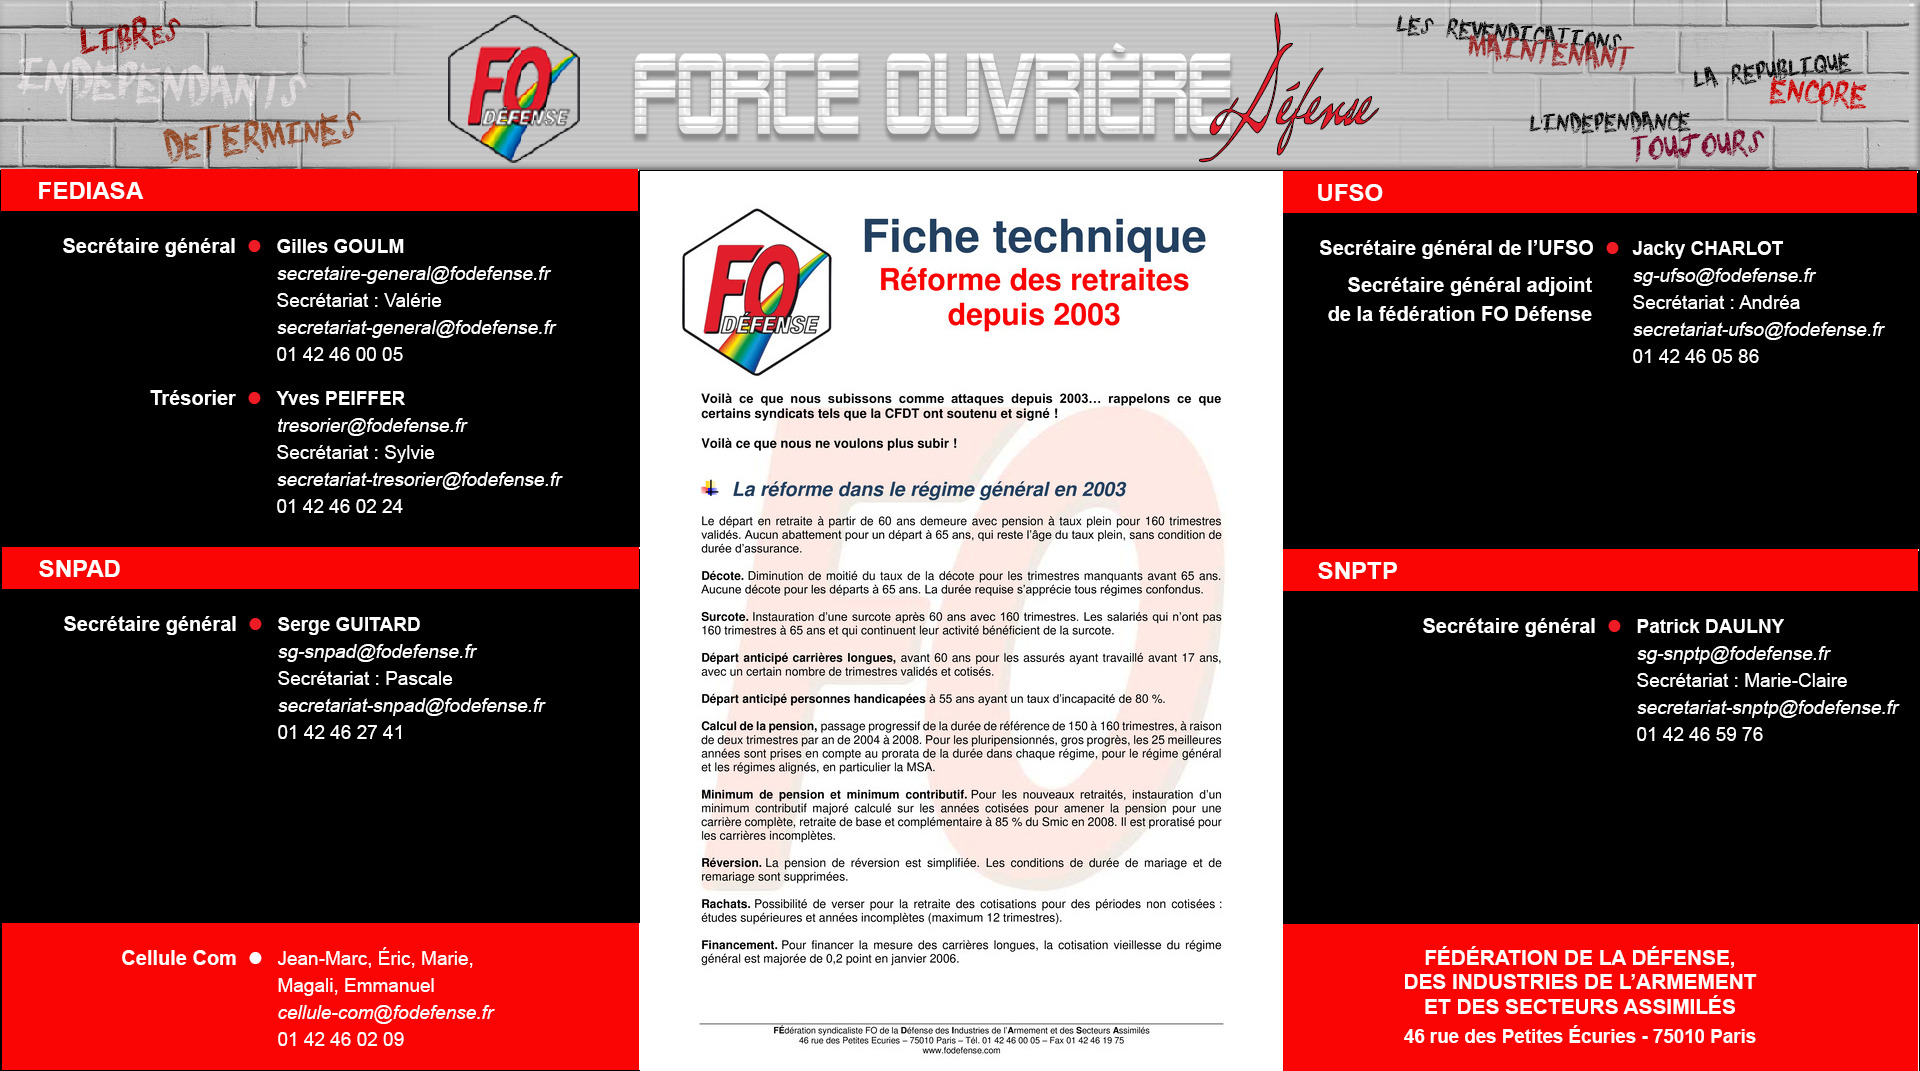 LIBRES
INDEPENDANTS
DETERMINES
FO
DÉFENSE
FORCE OUVRIÈRE
Défense
LES REVENDICATIONS
MAINTENANT
LA REPUBLIQUE
ENCORE
L'INDEPENDANCE
TOUJOURS
FEDIASA
Secrétaire général • Gilles GOULM
secretaire-general@fodefense.fr
Secrétariat : Valérie
secretariat-general@fodefense.fr
01 42 46 00 05
Trésorier • Yves PEIFFER
tresorier@fodefense.fr
Secrétariat : Sylvie
secretariat-tresorier@fodefense.fr
01 42 46 02 24
SNPAD
Secrétaire général • Serge GUITARD
sg-snpad@fodefense.fr
Secrétariat : Pascale
secretariat-snpad@fodefense.fr
01 42 46 27 41
Cellule Com • Jean-Marc, Éric, Marie,
Magali, Emmanuel
cellule-com@fodefense.fr
01 42 46 02 09
FO
DÉFENSE
Fiche technique
Réforme des retraites
depuis 2003
Voilà ce que nous subissons comme attaques depuis 2003… rappelons ce que
certains syndicats tels que la CFDT ont soutenu et signé !
Voilà ce que nous ne voulons plus subir !
La réforme dans le régime général en 2003
Le départ en retraite à partir de 60 ans demeure avec pension à taux plein pour 160 trimestres
validés. Aucun abattement pour un départ à 65 ans, qui reste l'âge du taux plein, sans condition de
durée d'assurance.
Décote. Diminution de moitié du taux de la décote pour les trimestres manquants avant 65 ans.
Aucune décote pour les départs à 65 ans. La durée requise s'apprécie tous régimes confondus.
Surcote. Instauration d'une surcote après 60 ans avec 160 trimestres. Les salariés qui n'ont pas
160 trimestres à 65 ans et qui continuent leur activité bénéficient de la surcote.
Départ anticipé carrières longues, avant 60 ans pour les assurés ayant travaillé avant 17 ans,
avec un certain nombre de trimestres validés et cotisés.
Départ anticipé personnes handicapées à 55 ans ayant un taux d'incapacité de 80 %.
Calcul de la pension, passage progressif de la durée de référence de 150 à 160 trimestres, à raison
de deux trimestres par an de 2004 à 2008. Pour les pluripensionnés, gros progrès, les 25 meilleures
années sont prises en compte au prorata de la durée dans chaque régime, pour le régime général
et les régimes alignés, en particulier la MSA.
Minimum de pension et minimum contributif. Pour les nouveaux retraités, instauration d'un
minimum contributif majoré calculé sur les années cotisées pour amener la pension pour une
carrière complète, retraite de base et complémentaire à 85 % du Smic en 2008. Il est proratisé pour
les carrières incomplètes.
Réversion. La pension de réversion est simplifiée. Les conditions de durée de mariage et de
remariage sont supprimées.
Rachats. Possibilité de verser pour la retraite des cotisations pour des périodes non cotisées :
études supérieures et années incomplètes (maximum 12 trimestres).
Financement. Pour financer la mesure des carrières longues, la cotisation vieillesse du régime
général est majorée de 0,2 point en janvier 2006.
FÉdération syndicaliste FO de la Défense des Industries de l'Armement et des Secteurs Assimilés
46 rue des Petites Ecuries – 75010 Paris – Tél. 01 42 46 00 05 – Fax 01 42 46 19 75
www.fodefense.com
UFSO
Secrétaire général de l'UFSO • Jacky CHARLOT
Secrétaire général adjoint
de la fédération FO Défense
sg-ufso@fodefense.fr
Secrétariat : Andréa
secretariat-ufso@fodefense.fr
01 42 46 05 86
SNPTP
Secrétaire général • Patrick DAULNY
sg-snptp@fodefense.fr
Secrétariat : Marie-Claire
secretariat-snptp@fodefense.fr
01 42 46 59 76
FÉDÉRATION DE LA DÉFENSE,
DES INDUSTRIES DE L'ARMEMENT
ET DES SECTEURS ASSIMILÉS
46 rue des Petites Écuries - 75010 Paris